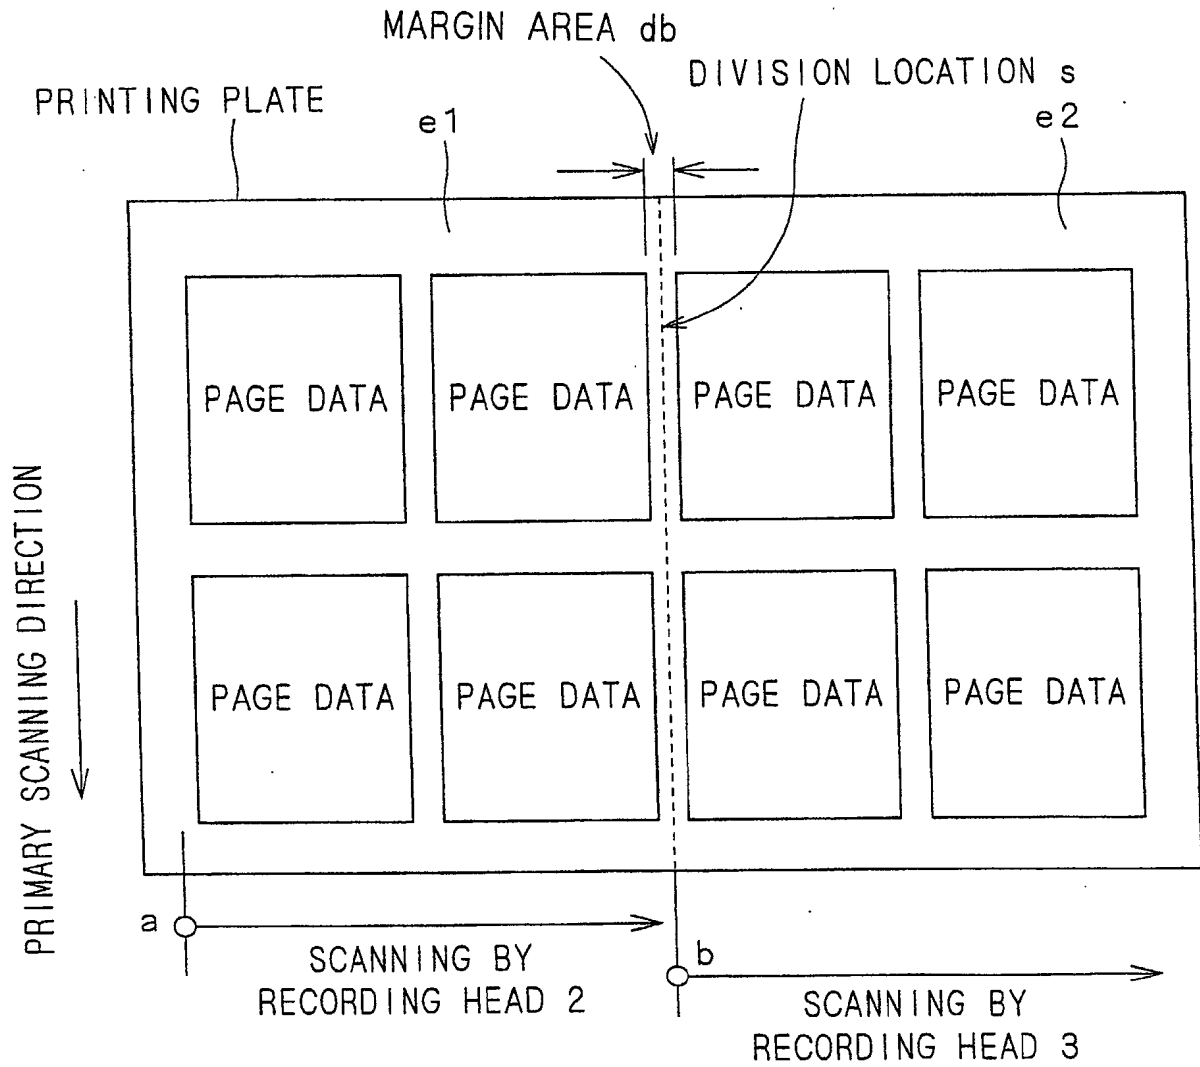 MARGIN AREA db
DIVISION LOCATION s
PRINTING PLATE
e1
e2
PAGE DATA
PAGE DATA
PAGE DATA
PAGE DATA
PRIMARY SCANNING DIRECTION
PAGE DATA
PAGE DATA
PAGE DATA
PAGE DATA
a
SCANNING BY
RECORDING HEAD 2
b
SCANNING BY
RECORDING HEAD 3